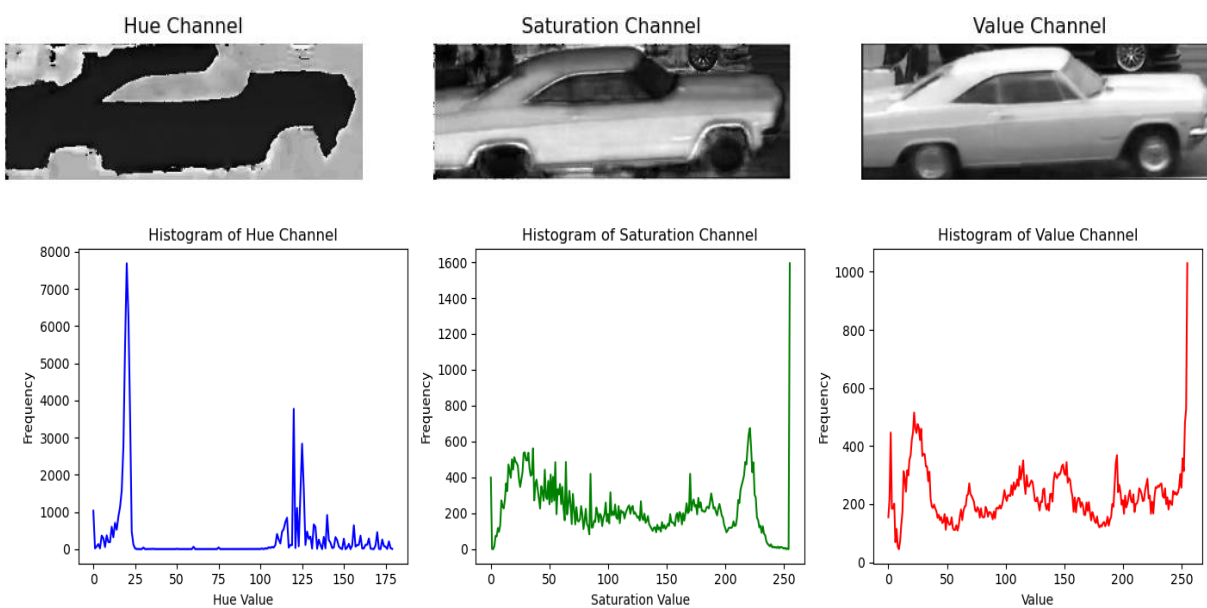 Hue Channel
Saturation Channel
Value Channel
Histogram of Hue Channel
Frequency
8000
7000
6000
5000
4000
3000
2000
1000
0
0 25 50 75 100 125 150 175
Hue Value
Histogram of Saturation Channel
Frequency
1600
1400
1200
1000
800
600
400
200
0
0 50 100 150 200 250
Saturation Value
Histogram of Value Channel
Frequency
1000
800
600
400
200
0
0 50 100 150 200 250
Value